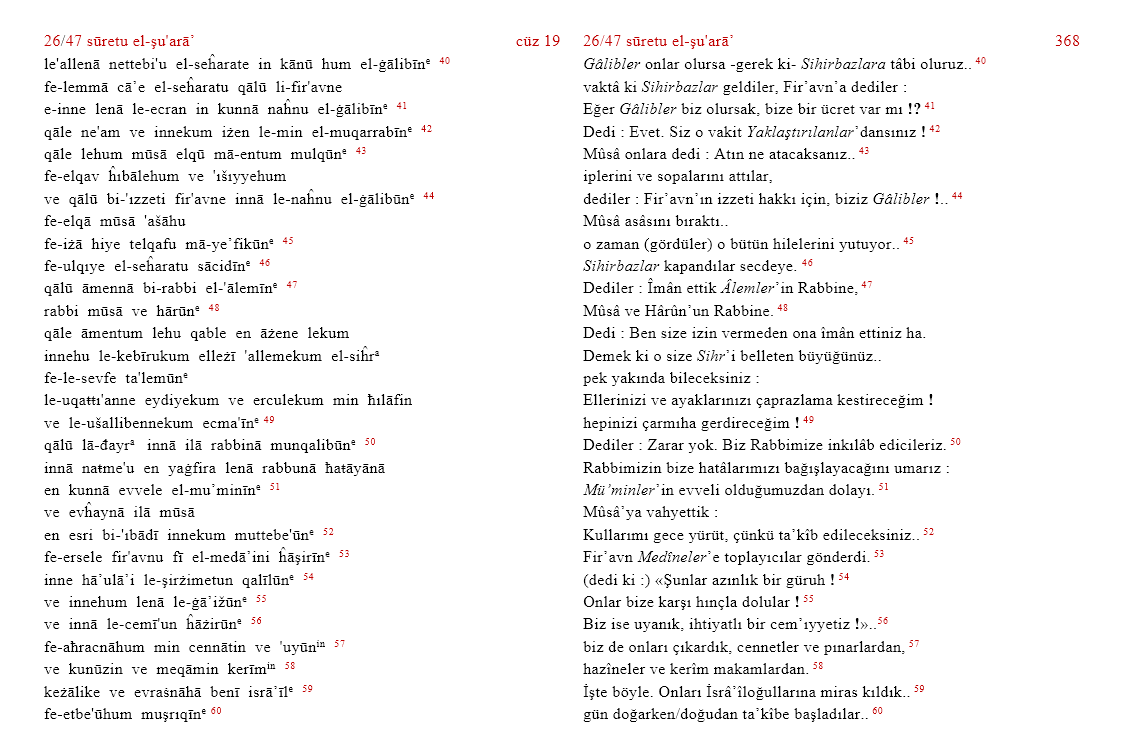 26/47 sūretu el-şu'arā’ cüz 19
le'allenā nettebi'u el-seĥarate in kānū hum el-ġālibīnᵉ 40
fe-lemmā cā’e el-seĥaratu qālū li-fir'avne
e-inne lenā le-ecran in kunnā naĥnu el-ġālibīnᵉ 41
qāle ne'am ve innekum iżen le-min el-muqarrabīnᵉ 42
qāle lehum mūsā elqū mā-entum mulqūnᵉ 43
fe-elqav ĥıbālehum ve 'ıšıyyehum
ve qālū bi-'ızzeti fir'avne innā le-naĥnu el-ġālibūnᵉ 44
fe-elqā mūsā 'ašāhu
fe-iżā hiye telqafu mā-ye’fikūnᵉ 45
fe-ulqıye el-seĥaratu sācidīnᵉ 46
qālū āmennā bi-rabbi el-'ālemīnᵉ 47
rabbi mūsā ve hārūnᵉ 48
qāle āmentum lehu qable en āżene lekum
innehu le-kebīrukum elleżī 'allemekum el-siĥrᵃ
fe-le-sevfe ta'lemūnᵉ
le-uqaŧŧı'anne eydiyekum ve erculekum min ħılāfin
ve le-ušallibennekum ecma'īnᵉ 49
qālū lā-đayrᵃ innā ilā rabbinā munqalibūnᵉ 50
innā naŧme'u en yaġfira lenā rabbunā ħaŧāyānā
en kunnā evvele el-mu’minīnᵉ 51
ve evĥaynā ilā mūsā
en esri bi-'ıbādī innekum muttebe'ūnᵉ 52
fe-ersele fir'avnu fī el-medā’ini ĥāşirīnᵉ 53
inne hā’ulā’i le-şirżimetun qalīlūnᵉ 54
ve innehum lenā le-ġā’ižūnᵉ 55
ve innā le-cemī'un ĥāżirūnᵉ 56
fe-aħracnāhum min cennātin ve 'uyūnⁱⁿ 57
ve kunūzin ve meqāmin kerīmⁱⁿ 58
keżālike ve evraŝnāhā benī isrā’īlᵉ 59
fe-etbe'ūhum muşrıqīnᵉ 60
26/47 sūretu el-şu'arā’ 368
Gâlibler onlar olursa -gerek ki- Sihirbazlara tâbi oluruz.. 40
vaktâ ki Sihirbazlar geldiler, Fir’avn’a dediler :
Eğer Gâlibler biz olursak, bize bir ücret var mı !? 41
Dedi : Evet. Siz o vakit Yaklaştırılanlar’dansınız ! 42
Mûsâ onlara dedi : Atın ne atacaksanız.. 43
iplerini ve sopalarını attılar,
dediler : Fir’avn’ın izzeti hakkı için, biziz Gâlibler !.. 44
Mûsâ asâsını bıraktı..
o zaman (gördüler) o bütün hilelerini yutuyor.. 45
Sihirbazlar kapandılar secdeye. 46
Dediler : Îmân ettik Âlemler’in Rabbine, 47
Mûsâ ve Hârûn’un Rabbine. 48
Dedi : Ben size izin vermeden ona îmân ettiniz ha.
Demek ki o size Sihr’i belleten büyüğünüz..
pek yakında bileceksiniz :
Ellerinizi ve ayaklarınızı çaprazlama kestireceğim !
hepinizi çarmıha gerdireceğim ! 49
Dediler : Zarar yok. Biz Rabbimize inkılâb edicileriz. 50
Rabbimizin bize hatâlarımızı bağışlayacağını umarız :
Mü’minler’in evveli olduğumuzdan dolayı. 51
Mûsâ’ya vahyettik :
Kullarımı gece yürüt, çünkü ta’kîb edileceksiniz.. 52
Fir’avn Medîneler’e toplayıcılar gönderdi. 53
(dedi ki :) «Şunlar azınlık bir güruh ! 54
Onlar bize karşı hınçla dolular ! 55
Biz ise uyanık, ihtiyatlı bir cem’ıyyetiz !».. 56
biz de onları çıkardık, cennetler ve pınarlardan, 57
hazîneler ve kerîm makamlardan. 58
İşte böyle. Onları İsrâ’îloğullarına miras kıldık.. 59
gün doğarken/doğudan ta’kîbe başladılar.. 60